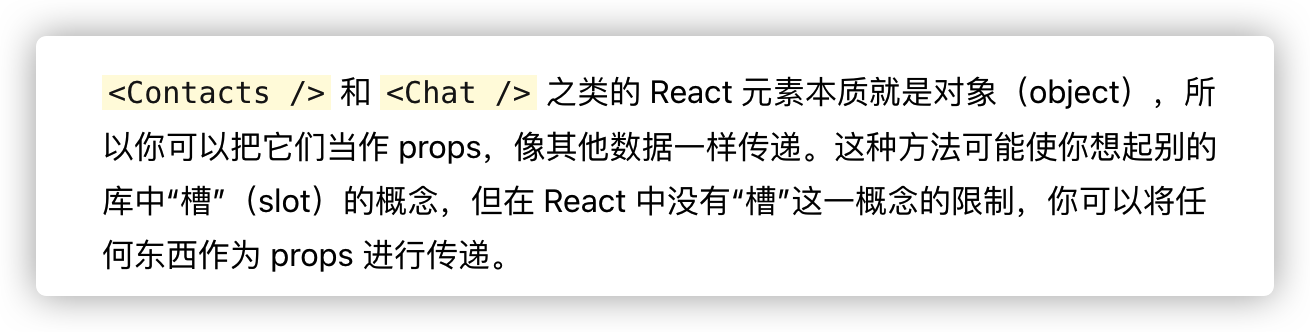 <Contacts /> 和 <Chat /> 之类的 React 元素本质就是对象（object），所
以你可以把它们当作 props，像其他数据一样传递。这种方法可能使你想起别的
库中“槽”（slot）的概念，但在 React 中没有“槽”这一概念的限制，你可以将任
何东西作为 props 进行传递。